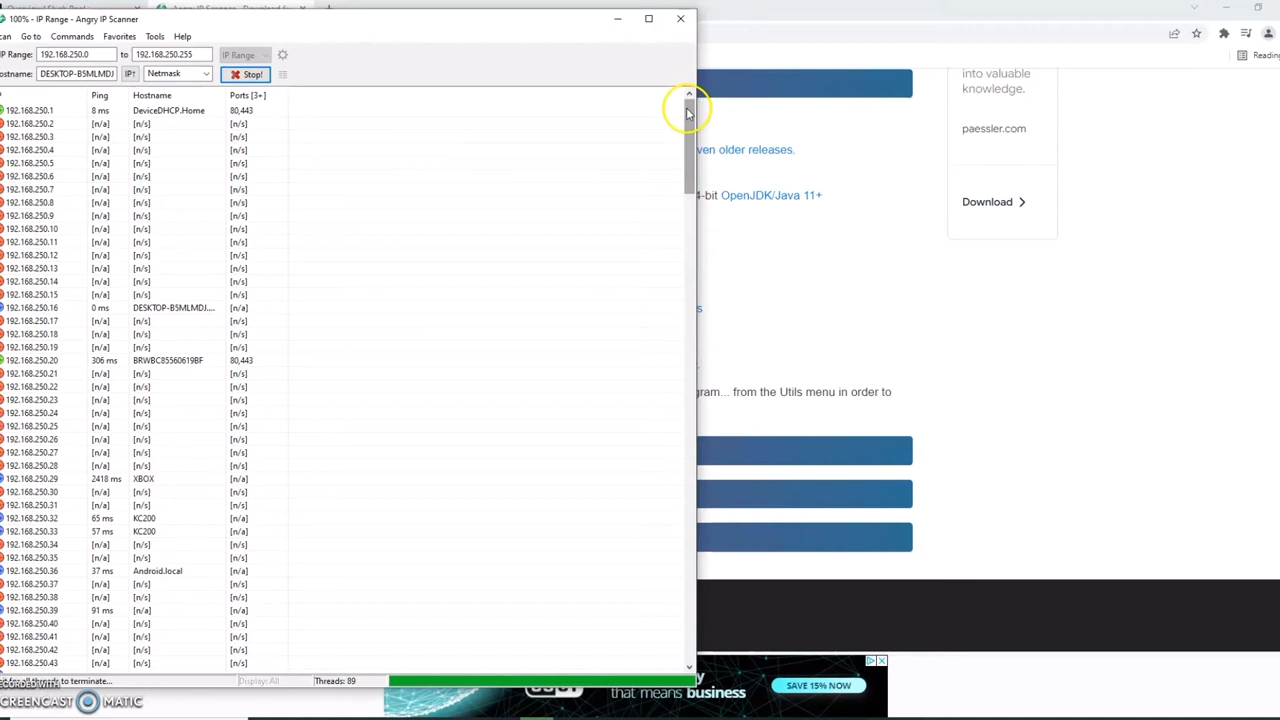 100% - IP Range - Angry IP Scanner
Go to Commands Favorites Tools Help
IP Range: 192.168.250.0 to 192.168.250.255 IP Range
DESKTOP-B5MLMDJ IP↑ Netmask Stop!
Ping Hostname Ports [3+]
192.168.250.1 8 ms DeviceDHCP.Home 80,443
192.168.250.2 [n/a] [n/s] [n/s]
192.168.250.3 [n/a] [n/s] [n/s]
192.168.250.4 [n/a] [n/s] [n/s]
192.168.250.5 [n/a] [n/s] [n/s]
192.168.250.6 [n/a] [n/s] [n/s]
192.168.250.7 [n/a] [n/s] [n/s]
192.168.250.8 [n/a] [n/s] [n/s]
192.168.250.9 [n/a] [n/s] [n/s]
192.168.250.10 [n/a] [n/s] [n/s]
192.168.250.11 [n/a] [n/s] [n/s]
192.168.250.12 [n/a] [n/s] [n/s]
192.168.250.13 [n/a] [n/s] [n/s]
192.168.250.14 [n/a] [n/s] [n/s]
192.168.250.15 [n/a] [n/s] [n/s]
192.168.250.16 0 ms DESKTOP-B5MLMDJ.... [n/a]
192.168.250.17 [n/a] [n/s] [n/s]
192.168.250.18 [n/a] [n/s] [n/s]
192.168.250.19 [n/a] [n/s] [n/s]
192.168.250.20 306 ms BRWBC85560619BF 80,443
192.168.250.21 [n/a] [n/s] [n/s]
192.168.250.22 [n/a] [n/s] [n/s]
192.168.250.23 [n/a] [n/s] [n/s]
192.168.250.24 [n/a] [n/s] [n/s]
192.168.250.25 [n/a] [n/s] [n/s]
192.168.250.26 [n/a] [n/s] [n/s]
192.168.250.27 [n/a] [n/s] [n/s]
192.168.250.28 [n/a] [n/s] [n/s]
192.168.250.29 2418 ms XBOX [n/a]
192.168.250.30 [n/a] [n/s] [n/s]
192.168.250.31 [n/a] [n/s] [n/s]
192.168.250.32 65 ms KC200 [n/a]
192.168.250.33 57 ms KC200 [n/a]
192.168.250.34 [n/a] [n/s] [n/s]
192.168.250.35 [n/a] [n/s] [n/s]
192.168.250.36 37 ms Android.local [n/a]
192.168.250.37 [n/a] [n/s] [n/s]
192.168.250.38 [n/a] [n/s] [n/s]
192.168.250.39 91 ms [n/a] [n/a]
192.168.250.40 [n/a] [n/s] [n/s]
192.168.250.41 [n/a] [n/s] [n/s]
192.168.250.42 [n/a] [n/s] [n/s]
192.168.250.43 [n/a] [n/s] [n/s]
for all threads to terminate... Display: All Threads: 89
Reading
into valuable
knowledge.
paessler.com
Download
older releases.
OpenJDK/Java 11+
from the Utils menu in order to
that means business
SAVE 15% NOW
RECORDED WITH
SCREENCAST MATIC